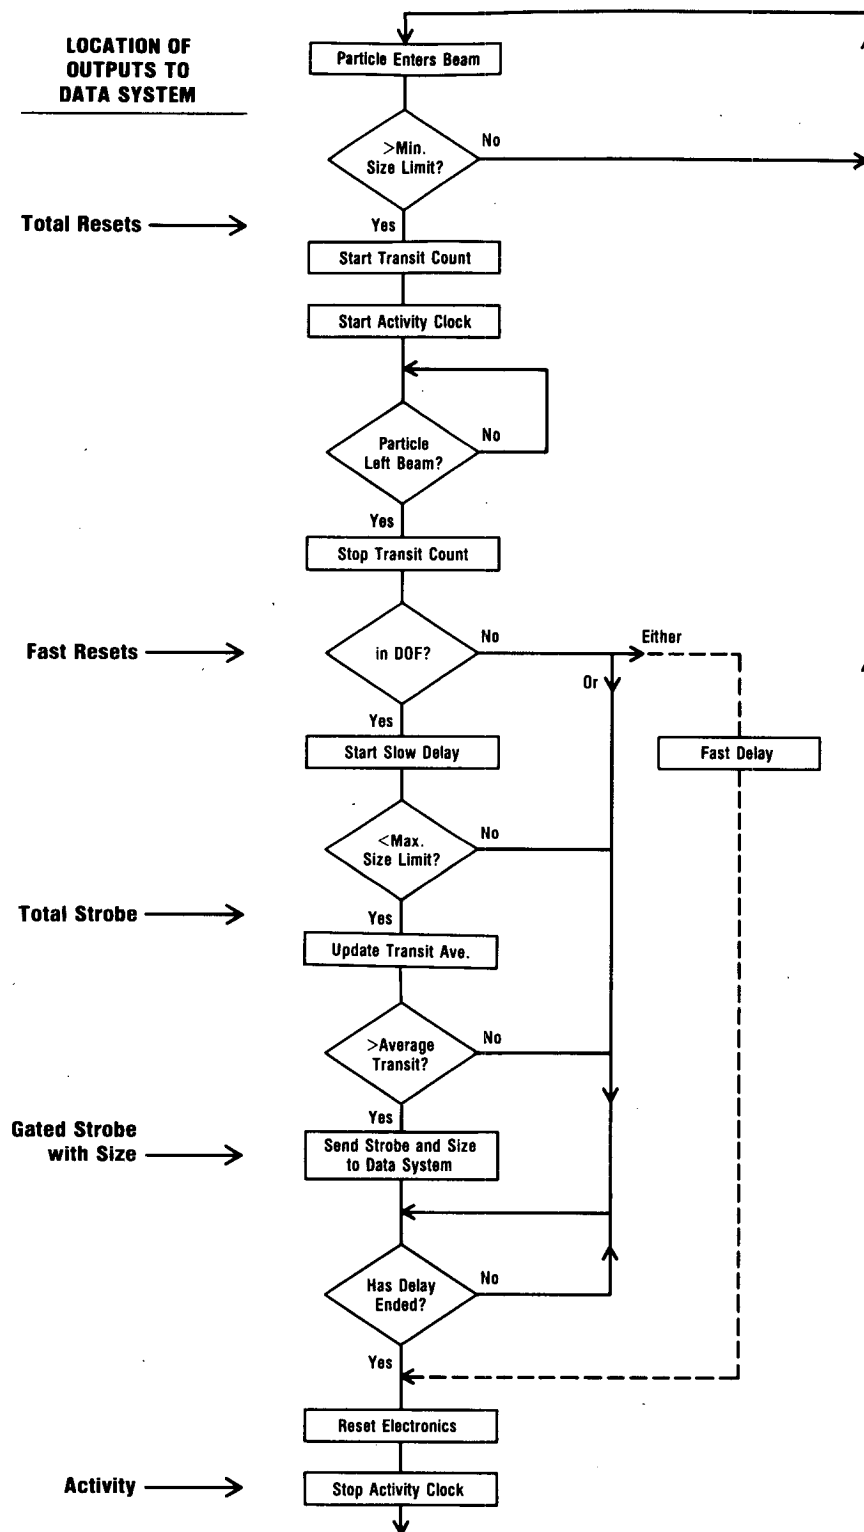 LOCATION OF
OUTPUTS TO
DATA SYSTEM
Particle Enters Beam
>Min.
Size Limit?
No
Total Resets
Yes
Start Transit Count
Start Activity Clock
Particle
Left Beam?
No
Yes
Stop Transit Count
Fast Resets
in DOF?
No
Either
Or
Yes
Start Slow Delay
Fast Delay
<Max.
Size Limit?
No
Total Strobe
Yes
Update Transit Ave.
>Average
Transit?
No
Yes
Gated Strobe
with Size
Send Strobe and Size
to Data System
Has Delay
Ended?
No
Yes
Reset Electronics
Activity
Stop Activity Clock